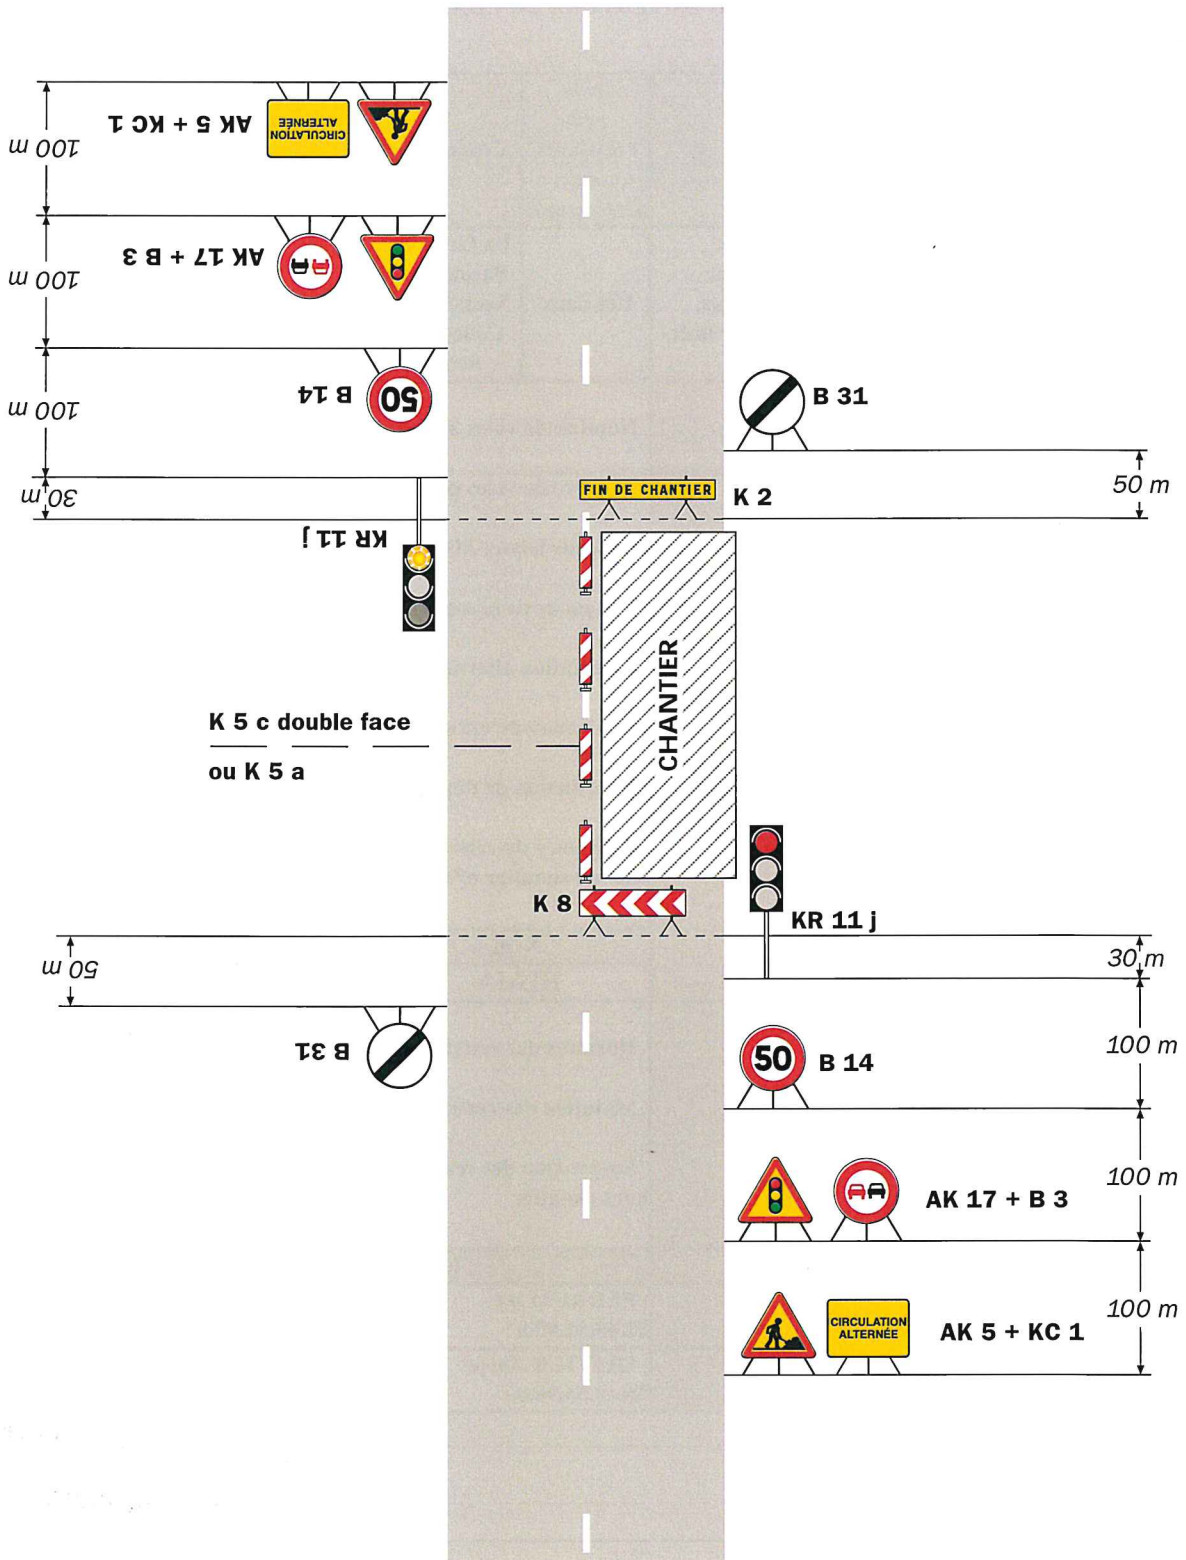 100 m
CIRCULATION
ALTERNÉE
AK 5 + KC 1
100 m
AK 17 + B 3
100 m
50
B 14
B 31
30 m
FIN DE CHANTIER
K 2
50 m
KR 11 j
CHANTIER
K 5 c double face
ou K 5 a
K 8
KR 11 j
50 m
30 m
B 31
50
B 14
100 m
AK 17 + B 3
100 m
CIRCULATION
ALTERNÉE
AK 5 + KC 1
100 m